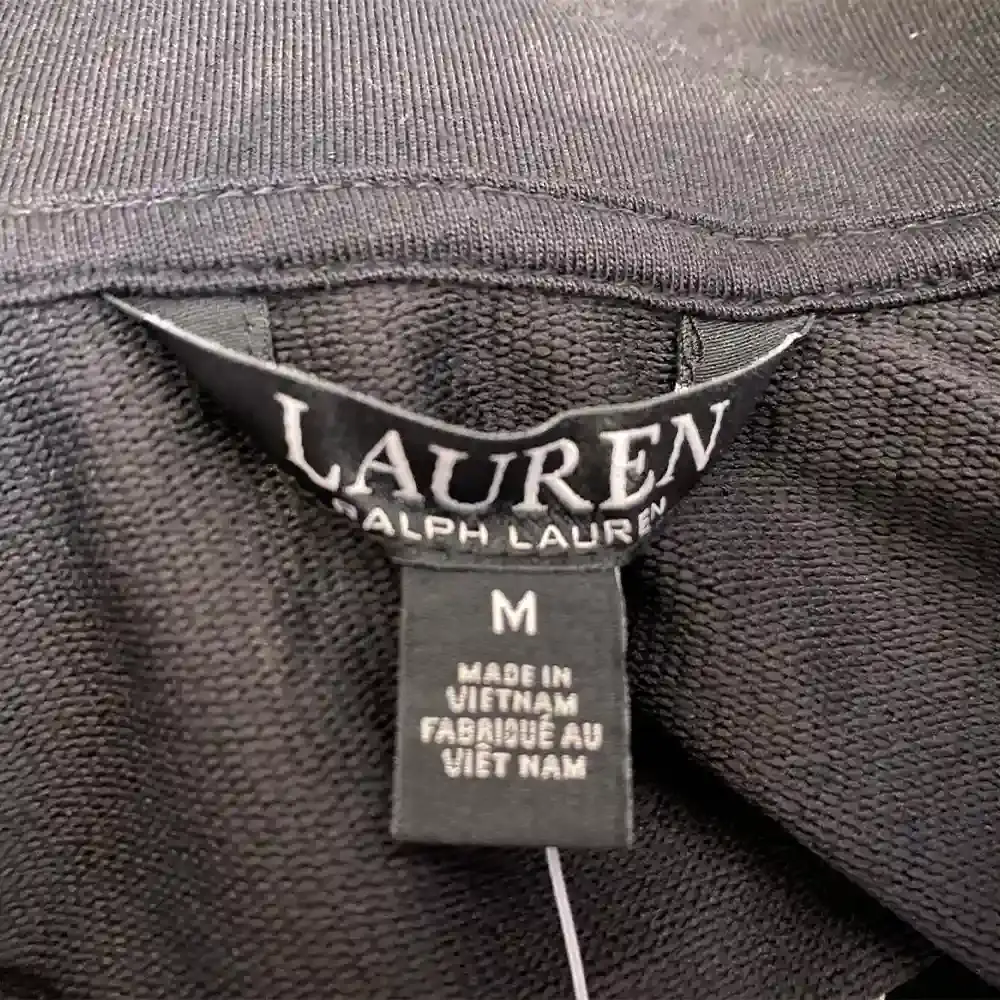 LAUREN
RALPH LAUREN
M
MADE IN
VIETNAM
FABRIQUÉ AU
VIÊT NAM